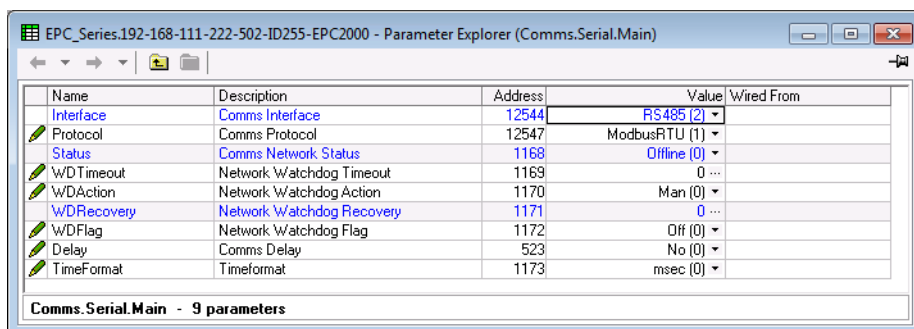 EPC_Series.192-168-111-222-502-ID255-EPC2000 - Parameter Explorer (Comms.Serial.Main)
Name Description Address Value Wired From
Interface Comms Interface 12544 RS485 (2)
Protocol Comms Protocol 12547 ModbusRTU (1)
Status Comms Network Status 1168 Offline (0)
WDTimeout Network Watchdog Timeout 1169 0 ...
WDAction Network Watchdog Action 1170 Man (0)
WDRecovery Network Watchdog Recovery 1171 0 ...
WDFlag Network Watchdog Flag 1172 Off (0)
Delay Comms Delay 523 No (0)
TimeFormat Timeformat 1173 msec (0)
Comms.Serial.Main - 9 parameters